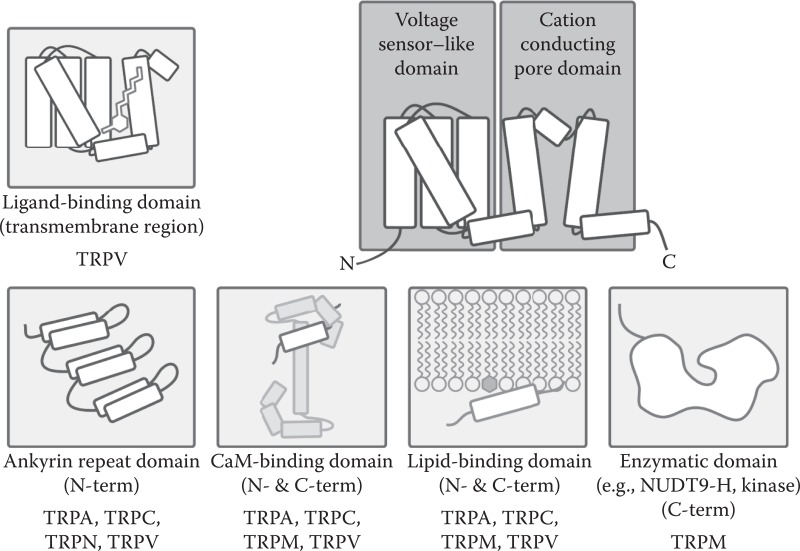 Voltage
sensor–like
domain
Cation
conducting
pore domain
Ligand-binding domain
(transmembrane region)
TRPV
N
C
Ankyrin repeat domain
(N-term)
TRPA, TRPC,
TRPN, TRPV
CaM-binding domain
(N- & C-term)
TRPA, TRPC,
TRPM, TRPV
Lipid-binding domain
(N- & C-term)
TRPA, TRPC,
TRPM, TRPV
Enzymatic domain
(e.g., NUDT9-H, kinase)
(C-term)
TRPM